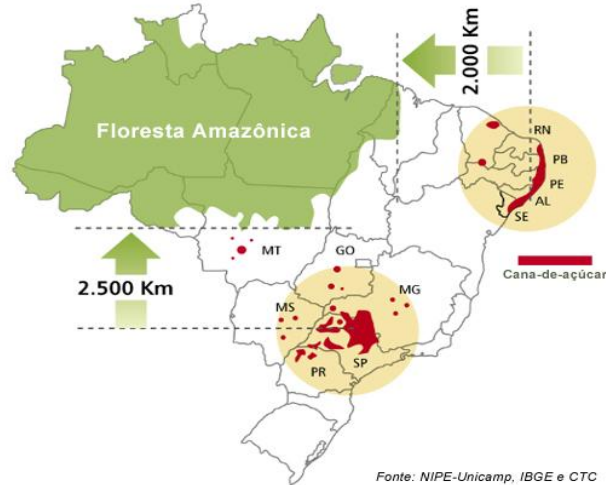 2.000 Km
Floresta Amazônica
RN
PB
PE
AL
SE
Cana-de-açúcar
MT
GO
2.500 Km
MS
MG
PR
SP
Fonte: NIPE-Unicamp, IBGE e CTC